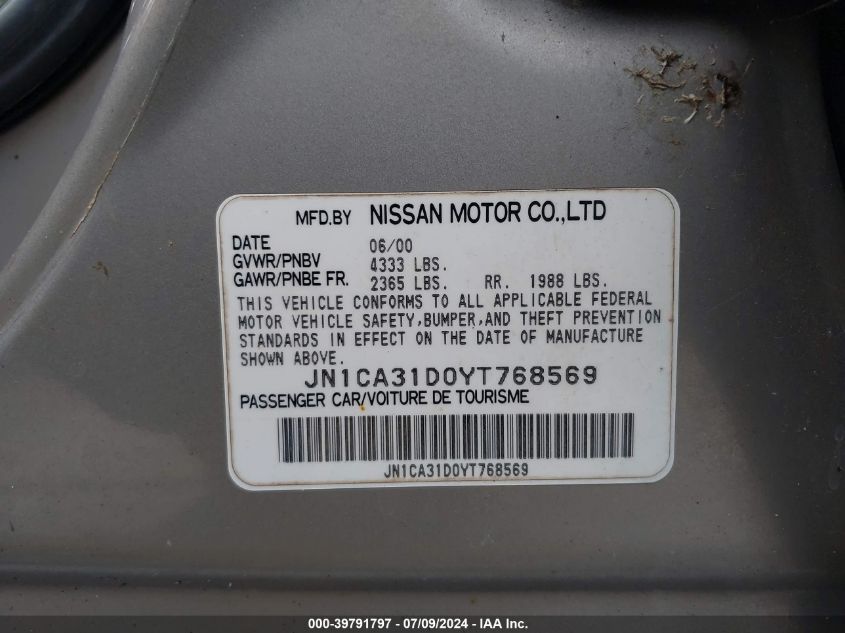 MFD.BY NISSAN MOTOR CO.,LTD
DATE 06/00
GVWR/PNBV 4333 LBS.
GAWR/PNBE FR. 2365 LBS. RR. 1988 LBS.
THIS VEHICLE CONFORMS TO ALL APPLICABLE FEDERAL
MOTOR VEHICLE SAFETY,BUMPER,AND THEFT PREVENTION
STANDARDS IN EFFECT ON THE DATE OF MANUFACTURE
SHOWN ABOVE.
JN1CA31D0YT768569
PASSENGER CAR/VOITURE DE TOURISME
JN1CA31D0YT768569
000-39791797 - 07/09/2024 - IAA Inc.